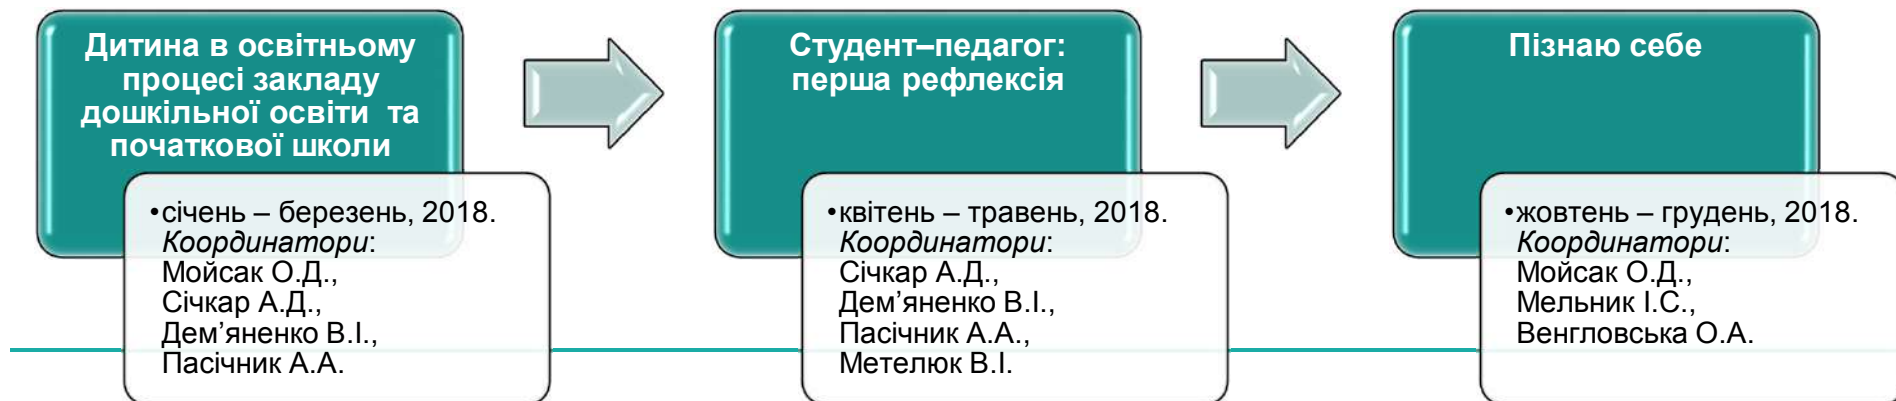 Дитина в освітньому
процесі закладу
дошкільної освіти та
початкової школи
•січень – березень, 2018.
Координатори:
Мойсак О.Д.,
Січкар А.Д.,
Дем’яненко В.І.,
Пасічник А.А.
Студент–педагог:
перша рефлексія
•квітень – травень, 2018.
Координатори:
Січкар А.Д.,
Дем’яненко В.І.,
Пасічник А.А.,
Метелюк В.І.
Пізнаю себе
•жовтень – грудень, 2018.
Координатори:
Мойсак О.Д.,
Мельник І.С.,
Венгловська О.А.